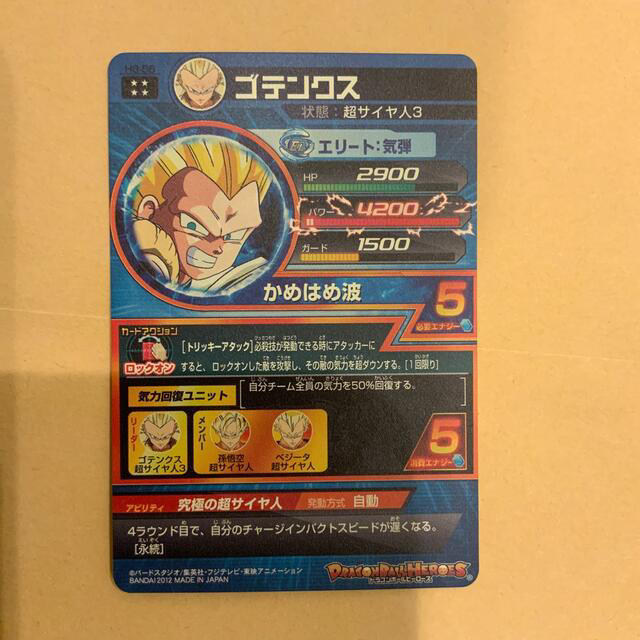 H3-56
ゴテンクス
状態：超サイヤ人3
エリート：気弾
HP 2900
パワー 4200
ガード 1500
かめはめ波
5
必要エナジー
カードアクション
ロックオン
[トリッキーアタック]必殺技が発動できる時にアタッカーに
すると、ロックオンした敵を攻撃し、その敵の気力を超ダウンする。[1回限り]
気力回復ユニット
自分チーム全員の気力を50%回復する。
リーダー
ゴテンクス
超サイヤ人3
メンバー
孫悟空
超サイヤ人
ベジータ
超サイヤ人
5
消費エナジー
アビリティ 究極の超サイヤ人 発動方式 自動
4ラウンド目で、自分のチャージインパクトスピードが遅くなる。
[永続]
©バードスタジオ/集英社・フジテレビ・東映アニメーション
BANDAI 2012 MADE IN JAPAN
DRAGONBALL HEROES
ドラゴンボールヒーローズ